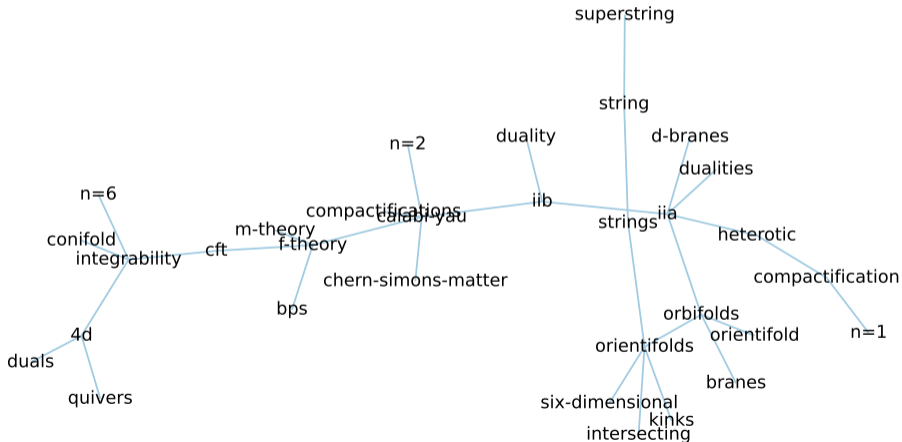 superstring
string
duality
d-branes
n=2
dualities
n=6
iib
compactifications
iia
calabi-yau
strings
m-theory
heterotic
conifold
f-theory
cft
integrability
compactification
chern-simons-matter
bps
orbifolds
n=1
4d
orientifold
orientifolds
duals
branes
quivers
six-dimensional
kinks
intersecting